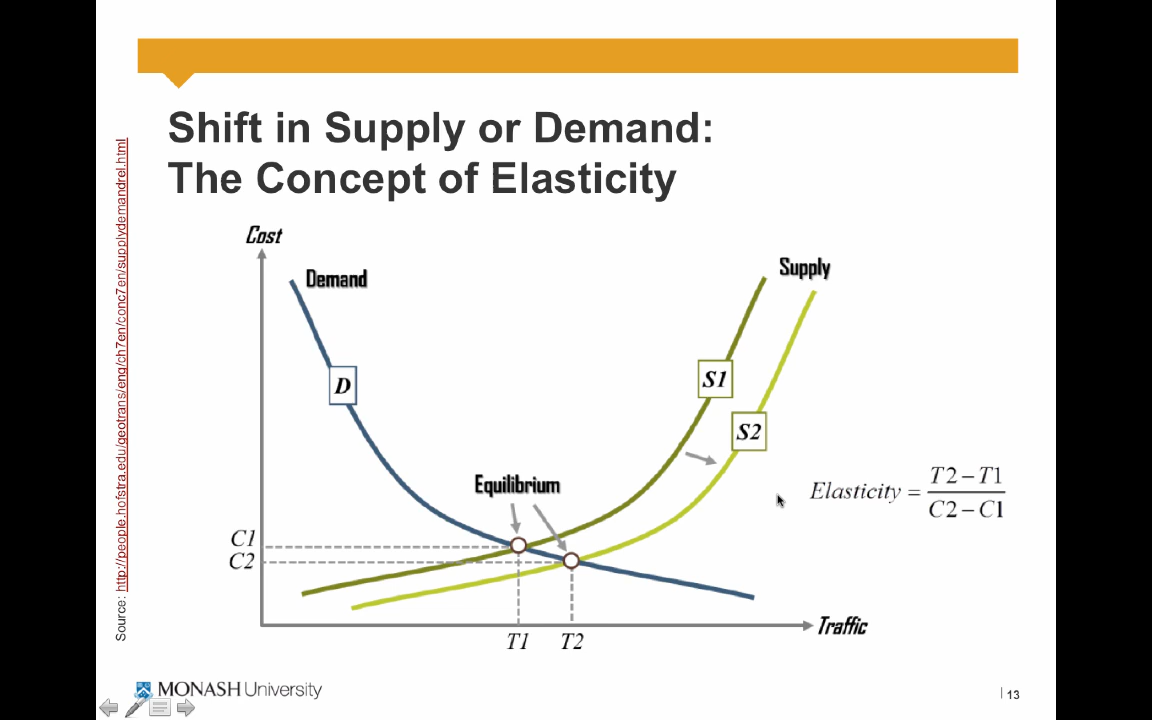 Shift in Supply or Demand:
The Concept of Elasticity
Source: http://people.hofstra.edu/geotrans/eng/ch7en/conc7en/supplydemandrel.html
Cost
Demand
Supply
D
S1
S2
Equilibrium
Elasticity = T2 – T1
C2 – C1
C1
C2
T1 T2
Traffic
MONASH University
13